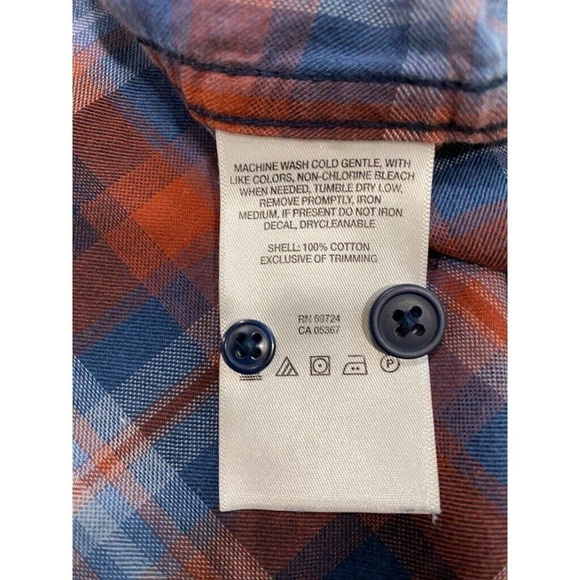 MACHINE WASH COLD GENTLE, WITH
LIKE COLORS, NON-CHLORINE BLEACH
WHEN NEEDED, TUMBLE DRY LOW,
REMOVE PROMPTLY, IRON
MEDIUM, IF PRESENT DO NOT IRON
DECAL, DRYCLEANABLE
SHELL: 100% COTTON
EXCLUSIVE OF TRIMMING
RN 69724
CA 05367
P